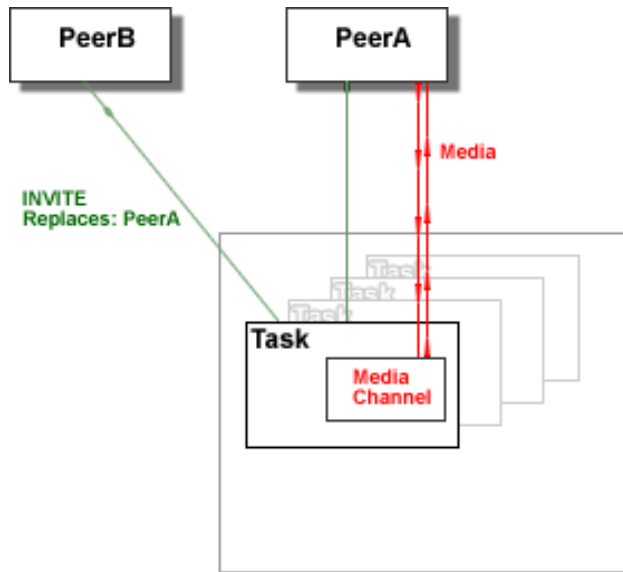 PeerB
PeerA
Media
INVITE
Replaces: PeerA
Task
Task
Task
Task
Media
Channel